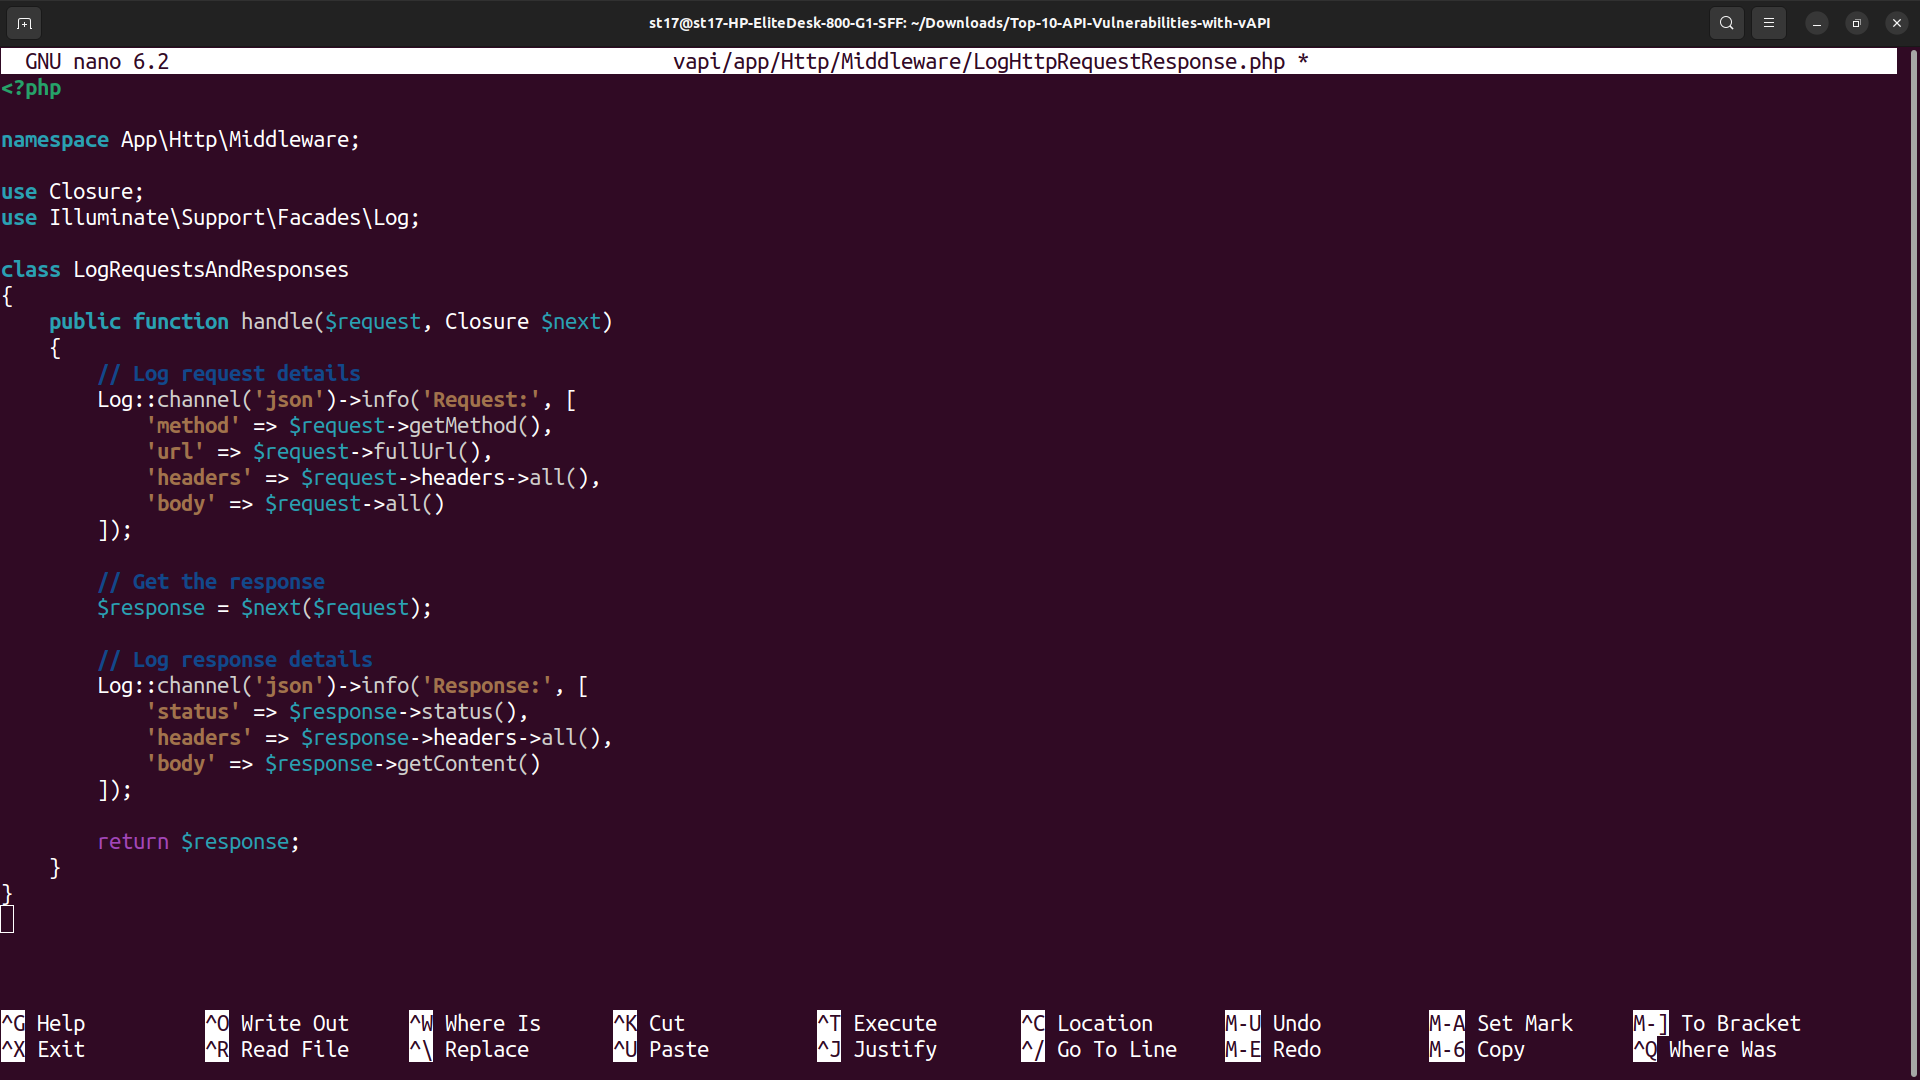 st17@st17-HP-EliteDesk-800-G1-SFF: ~/Downloads/Top-10-API-Vulnerabilities-with-vAPI
GNU nano 6.2 vapi/app/Http/Middleware/LogHttpRequestResponse.php *
<?php

namespace App\Http\Middleware;

use Closure;
use Illuminate\Support\Facades\Log;

class LogRequestsAndResponses
{
    public function handle($request, Closure $next)
    {
        // Log request details
        Log::channel('json')->info('Request:', [
            'method' => $request->getMethod(),
            'url' => $request->fullUrl(),
            'headers' => $request->headers->all(),
            'body' => $request->all()
        ]);

        // Get the response
        $response = $next($request);

        // Log response details
        Log::channel('json')->info('Response:', [
            'status' => $response->status(),
            'headers' => $response->headers->all(),
            'body' => $response->getContent()
        ]);

        return $response;
    }
}
^G Help ^O Write Out ^W Where Is ^K Cut ^T Execute ^C Location M-U Undo M-A Set Mark M-] To Bracket
^X Exit ^R Read File ^\ Replace ^U Paste ^J Justify ^/ Go To Line M-E Redo M-6 Copy ^Q Where Was